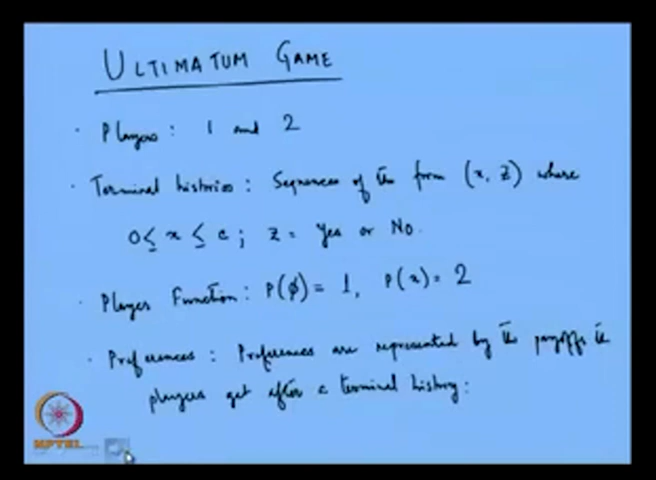 ULTIMATUM GAME
· Players : 1 and 2
· Terminal histories : Sequences of the form (x, Z) where
0 ≤ x ≤ c ; Z = Yes or No.
· Player Function : P(ϕ) = 1, P(x) = 2
· Preferences : Preferences are represented by the payoffs the
players get after a terminal history :
NPTEL